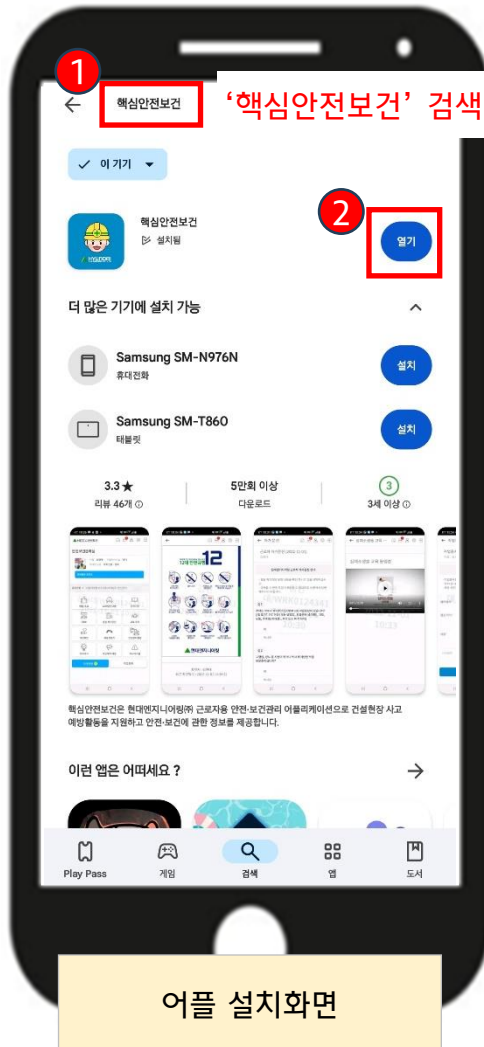 1
핵심안전보건
‘핵심안전보건’ 검색
이 기기
핵심안전보건
설치됨
2
열기
더 많은 기기에 설치 가능
Samsung SM-N976N
휴대전화
설치
Samsung SM-T860
태블릿
설치
3.3★
리뷰 46개
5만회 이상
다운로드
3
3세 이상
12
현대엔지니어링
핵심안전보건은 현대엔지니어링㈜ 근로자용 안전·보건관리 어플리케이션으로 건설현장 사고
예방활동을 지원하고 안전·보건에 관한 정보를 제공합니다.
이런 앱은 어떠세요 ?
Play Pass
게임
검색
앱
도서
어플 설치화면